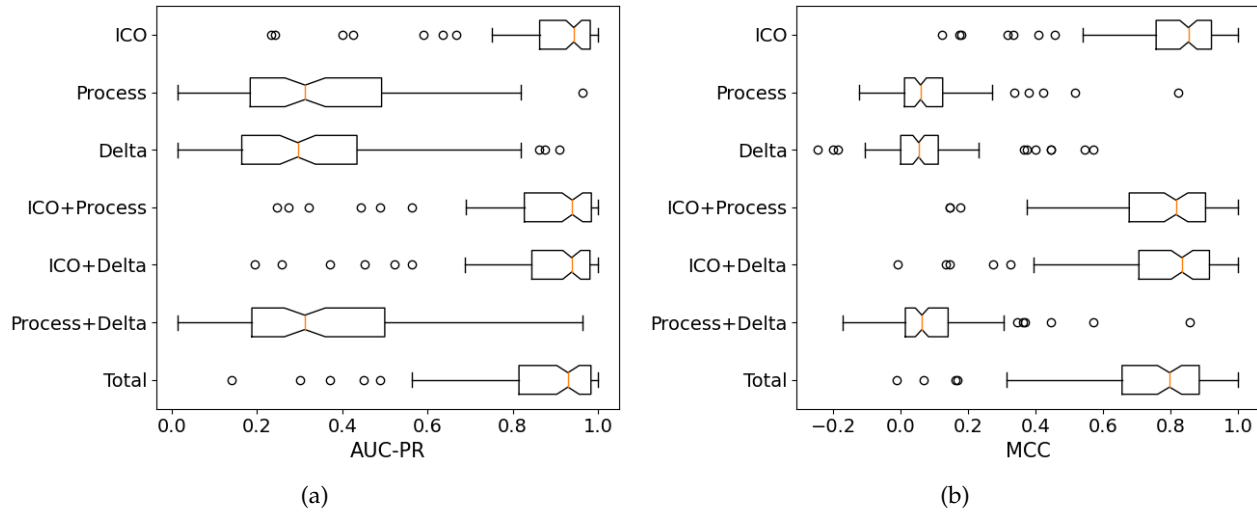 ICO
Process
Delta
ICO+Process
ICO+Delta
Process+Delta
Total
0.0 0.2 0.4 0.6 0.8 1.0
AUC-PR
(a)
ICO
Process
Delta
ICO+Process
ICO+Delta
Process+Delta
Total
−0.2 0.0 0.2 0.4 0.6 0.8 1.0
MCC
(b)